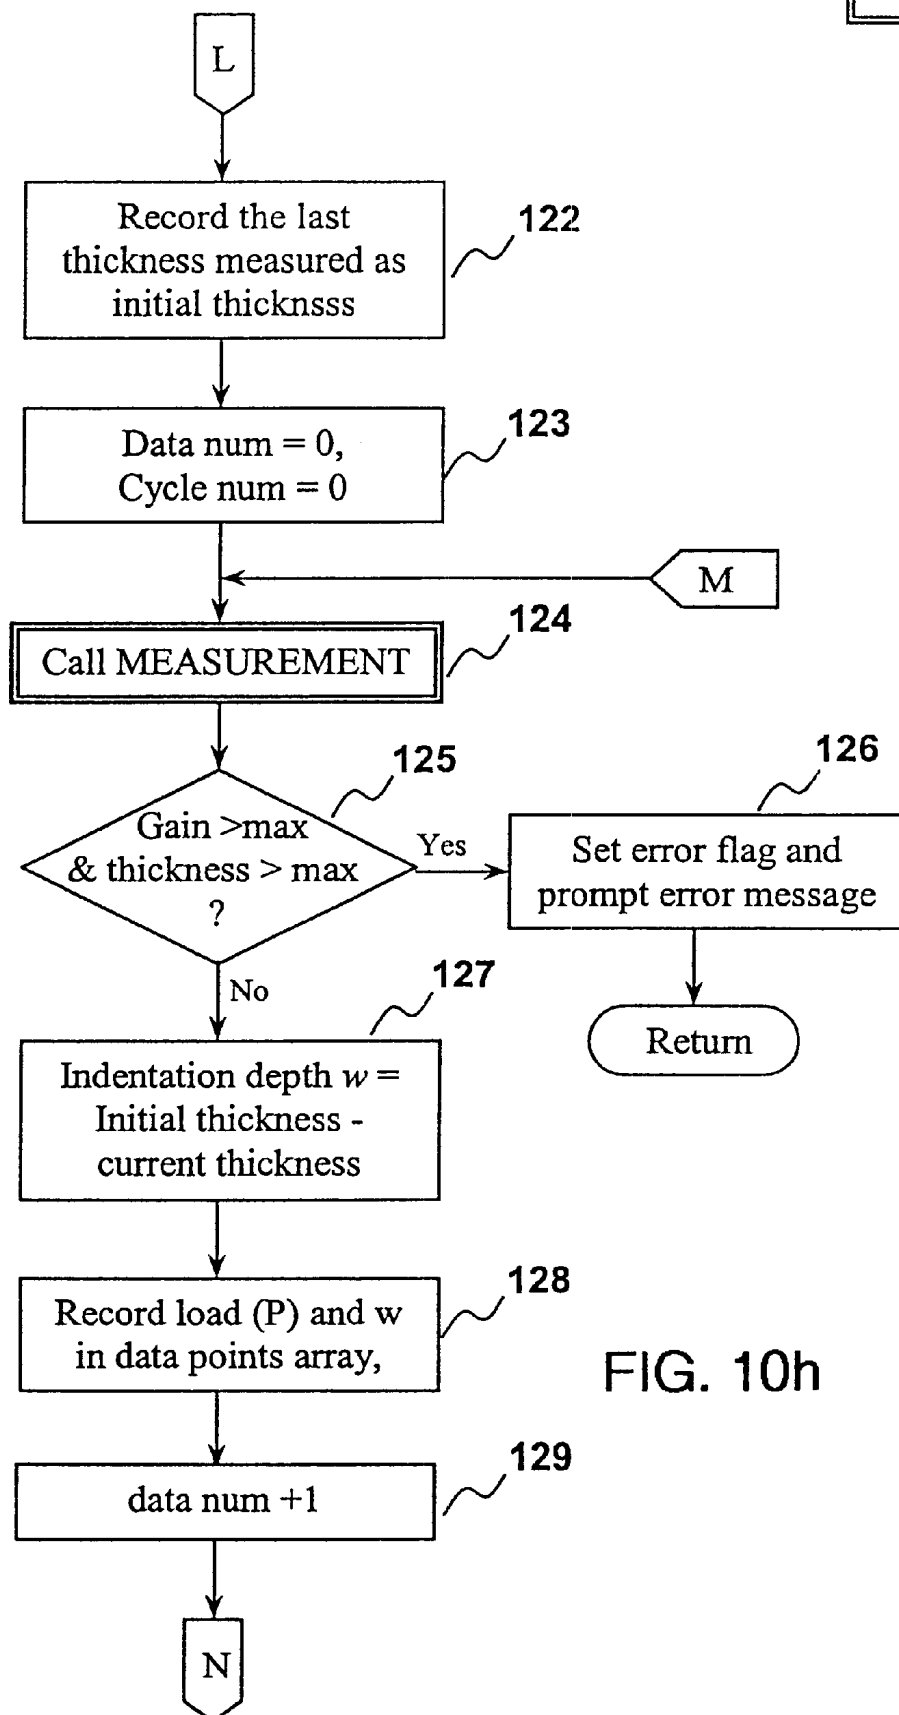 L
Record the last
thickness measured as
initial thicknsss
122
Data num = 0,
Cycle num = 0
123
M
Call MEASUREMENT
124
Gain >max
& thickness > max
?
125
Yes
Set error flag and
prompt error message
126
Return
No
Indentation depth w =
Initial thickness -
current thickness
127
Record load (P) and w
in data points array,
128
data num +1
129
N
FIG. 10h